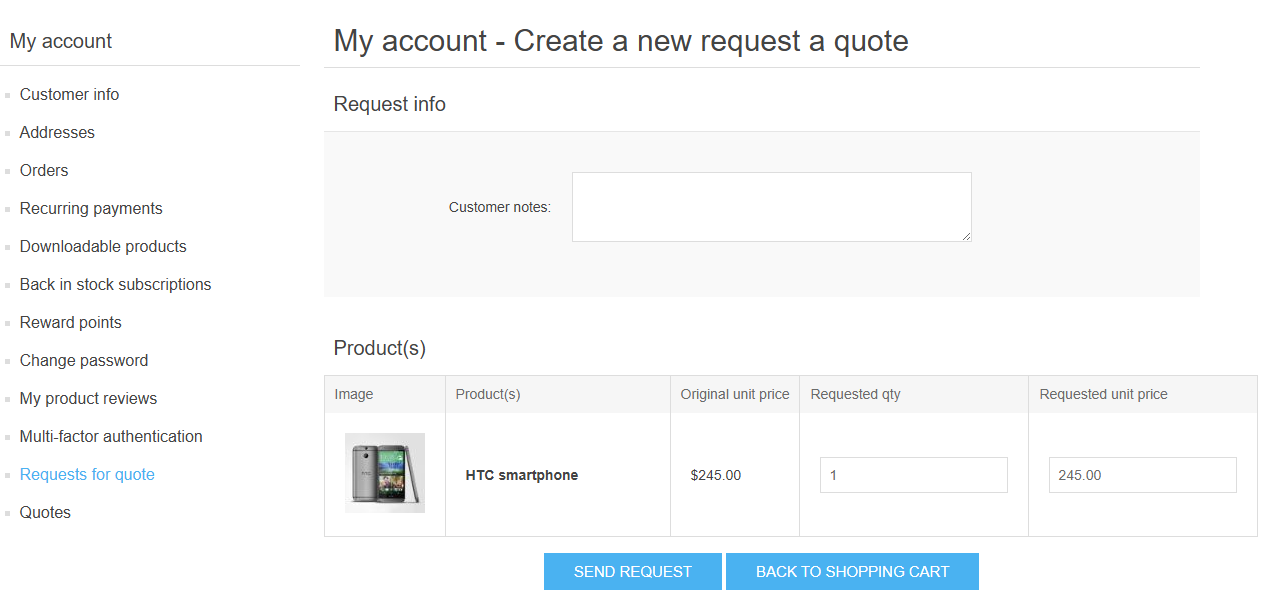 My account
Customer info
Addresses
Orders
Recurring payments
Downloadable products
Back in stock subscriptions
Reward points
Change password
My product reviews
Multi-factor authentication
Requests for quote
Quotes
My account - Create a new request a quote
Request info
Customer notes:
Product(s)
Image Product(s) Original unit price Requested qty Requested unit price
HTC smartphone $245.00 1 245.00
SEND REQUEST BACK TO SHOPPING CART